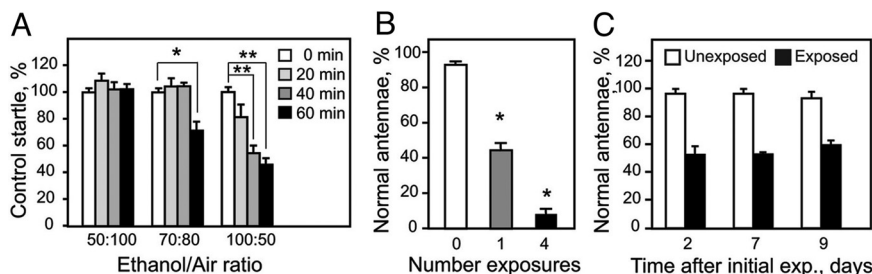 A
Control startle, %
120
100
80
60
40
20
0
*
**
**
0 min
20 min
40 min
60 min
50:100 70:80 100:50
Ethanol/Air ratio
B
Normal antennae, %
100
80
60
40
20
0
*
*
0 1 4
Number exposures
C
Normal antennae, %
120
100
80
60
40
20
0
Unexposed Exposed
2 7 9
Time after initial exp., days